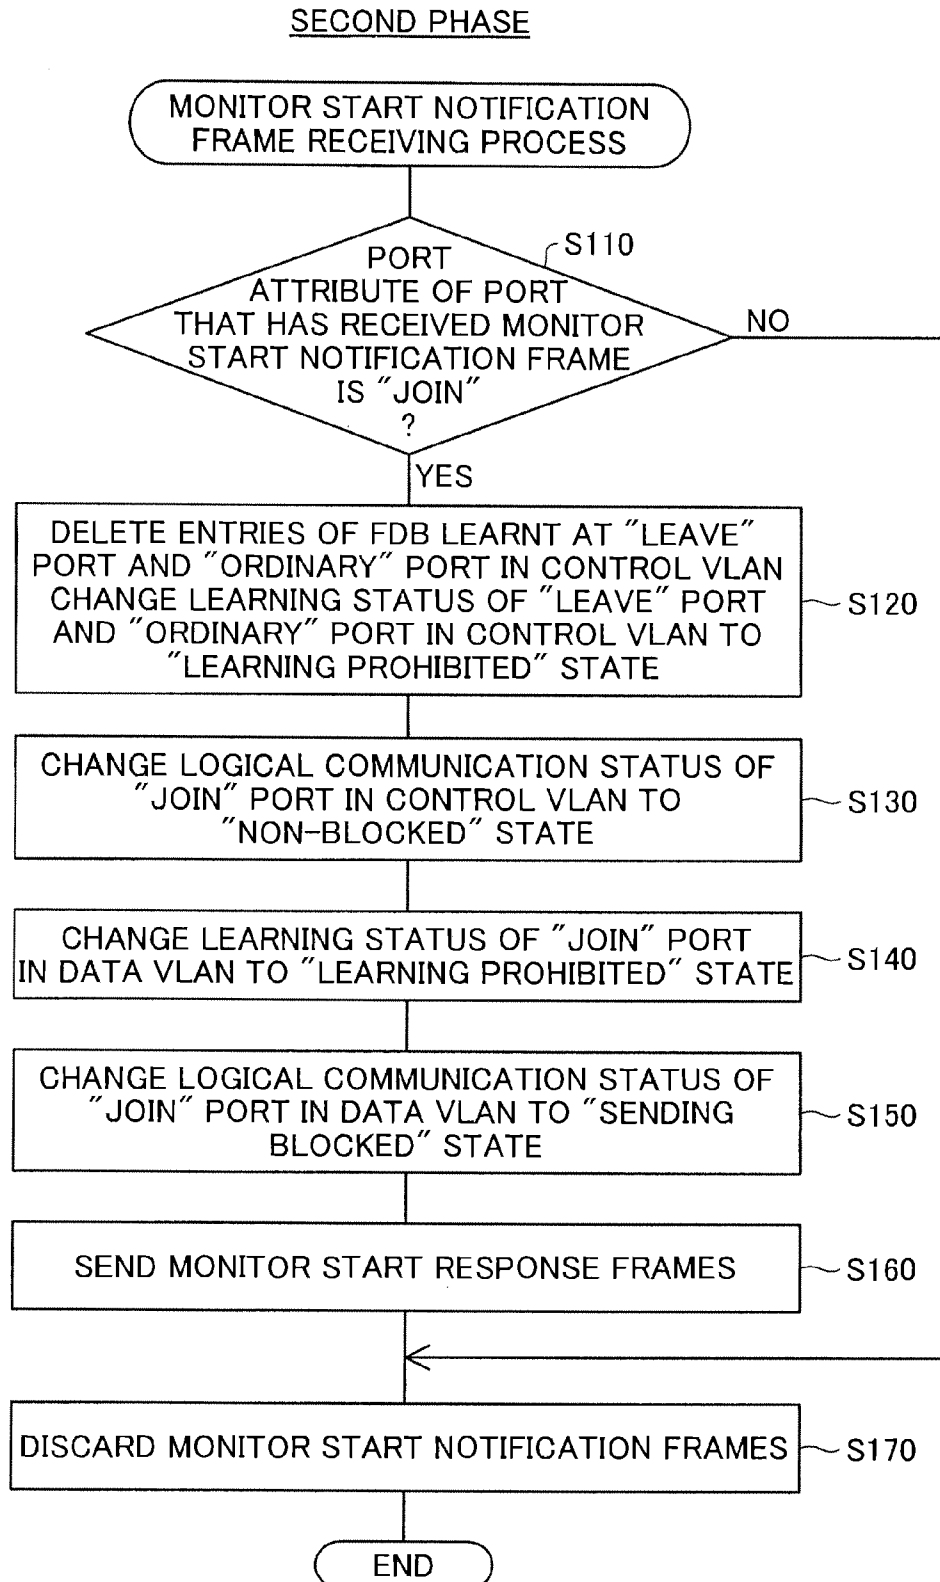 SECOND PHASE
MONITOR START NOTIFICATION
FRAME RECEIVING PROCESS
S110
PORT
ATTRIBUTE OF PORT
THAT HAS RECEIVED MONITOR
START NOTIFICATION FRAME
IS "JOIN"
?
NO
YES
DELETE ENTRIES OF FDB LEARNT AT "LEAVE"
PORT AND "ORDINARY" PORT IN CONTROL VLAN
CHANGE LEARNING STATUS OF "LEAVE" PORT
AND "ORDINARY" PORT IN CONTROL VLAN TO
"LEARNING PROHIBITED" STATE
S120
CHANGE LOGICAL COMMUNICATION STATUS OF
"JOIN" PORT IN CONTROL VLAN TO
"NON-BLOCKED" STATE
S130
CHANGE LEARNING STATUS OF "JOIN" PORT
IN DATA VLAN TO "LEARNING PROHIBITED" STATE
S140
CHANGE LOGICAL COMMUNICATION STATUS OF
"JOIN" PORT IN DATA VLAN TO "SENDING
BLOCKED" STATE
S150
SEND MONITOR START RESPONSE FRAMES
S160
DISCARD MONITOR START NOTIFICATION FRAMES
S170
END